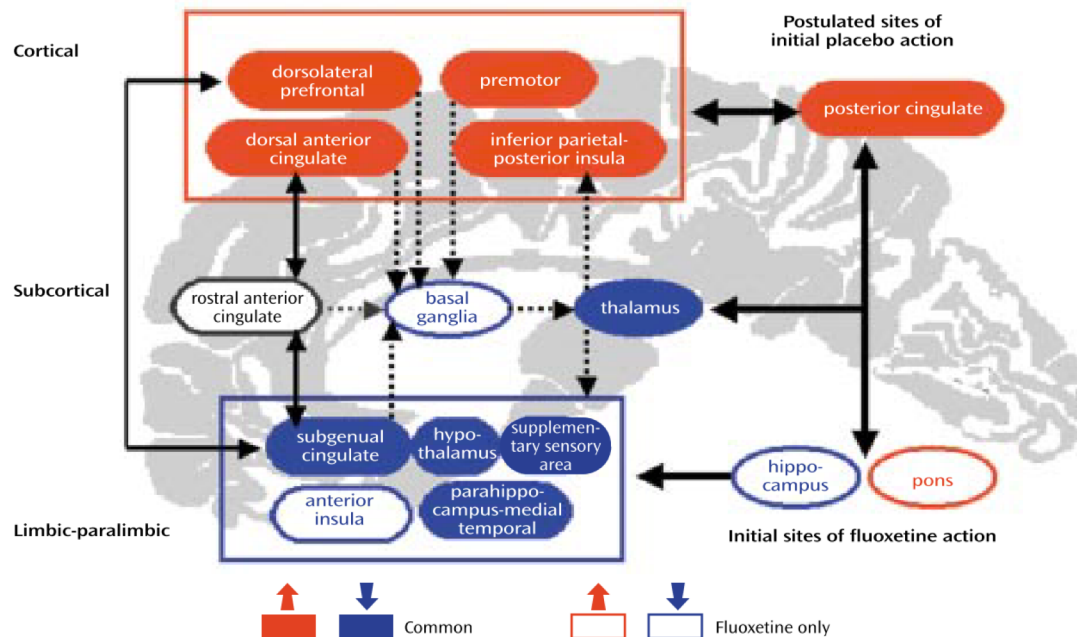 Cortical
Postulated sites of
initial placebo action
dorsolateral
prefrontal
premotor
posterior cingulate
dorsal anterior
cingulate
inferior parietal-
posterior insula
Subcortical
rostral anterior
cingulate
basal
ganglia
thalamus
subgenual
cingulate
hypo-
thalamus
supplemen-
tary sensory
area
hippo-
campus
pons
anterior
insula
parahippo-
campus-medial
temporal
Limbic-paralimbic
Initial sites of fluoxetine action
Common
Fluoxetine only